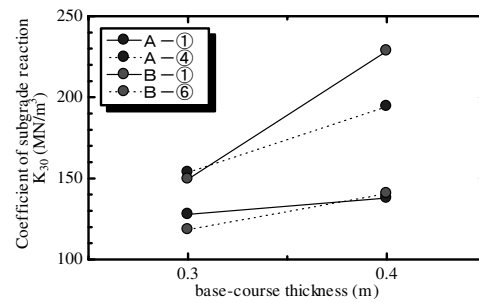 Coefficient of subgrade reaction
K30 (MN/m3)
250
200
150
100
A－①
A－④
B－①
B－⑥
0.3
0.4
base-course thickness (m)